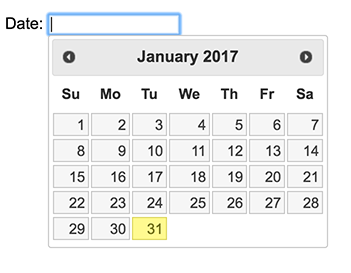 Date:
January 2017
Su Mo Tu We Th Fr Sa
1 2 3 4 5 6 7
8 9 10 11 12 13 14
15 16 17 18 19 20 21
22 23 24 25 26 27 28
29 30 31